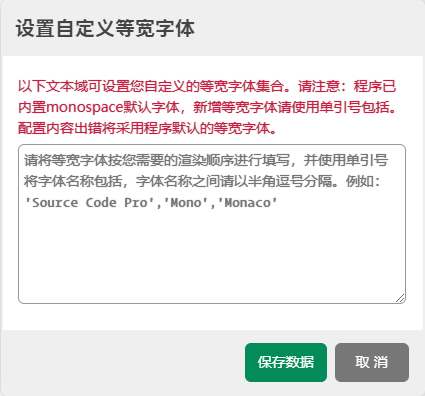 设置自定义等宽字体
以下文本域可设置您自定义的等宽字体集合。请注意：程序已
内置monospace默认字体，新增等宽字体请使用单引号包括。
配置内容出错将采用程序默认的等宽字体。
请将等宽字体按您需要的渲染顺序进行填写，并使用单引号
将字体名称包括，字体名称之间请以半角逗号分隔。例如：
'Source Code Pro','Mono','Monaco'
保存数据
取 消